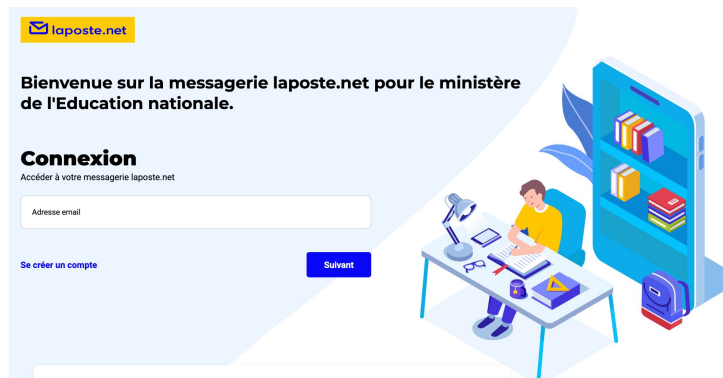 laposte.net
Bienvenue sur la messagerie laposte.net pour le ministère
de l'Education nationale.
Connexion
Accéder à votre messagerie laposte.net
Adresse email
Se créer un compte
Suivant